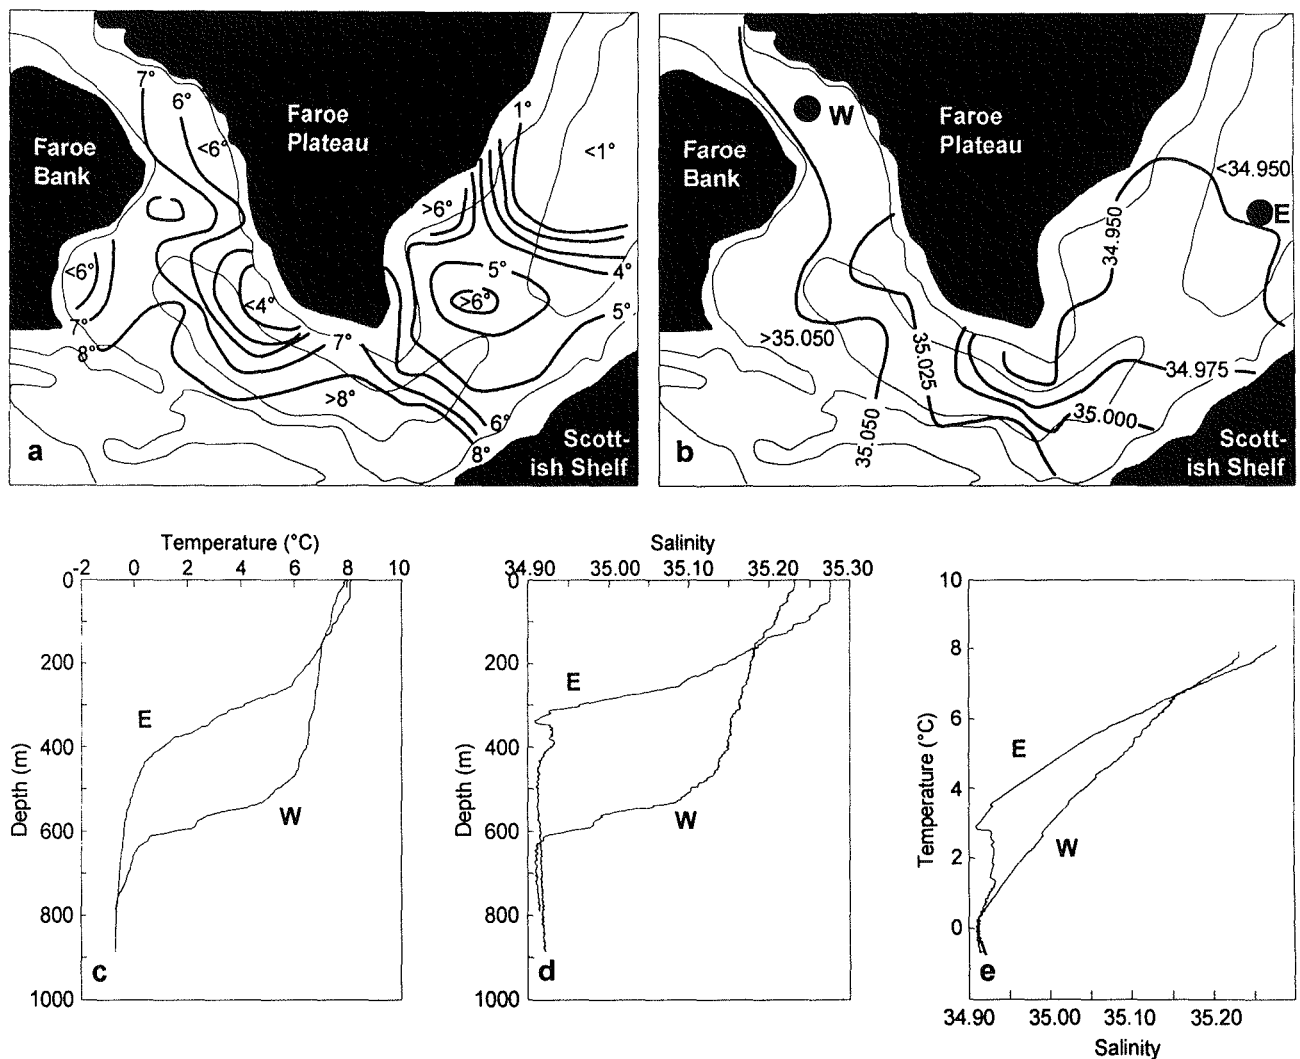 7°
6°
Faroe
Plateau
1°
<6°
<1°
Faroe
Bank
>6°
5°
4°
<6°
<4°
>6°
5°
7°
8°
7°
>8°
6°
8°
a
Scott-
ish Shelf
W
Faroe
Plateau
Faroe
Bank
<34.950
E
34.950
>35.050
35.025
34.975
35.000
35.050
b
Scott-
ish Shelf
Temperature (°C)
-2 0 2 4 6 8 10
0
200
400
600
800
1000
Depth (m)
E
W
c
Salinity
34.90 35.00 35.10 35.20 35.30
0
200
400
600
800
1000
Depth (m)
E
W
d
10
8
6
4
2
0
Temperature (°C)
E
W
e
34.90 35.00 35.10 35.20
Salinity